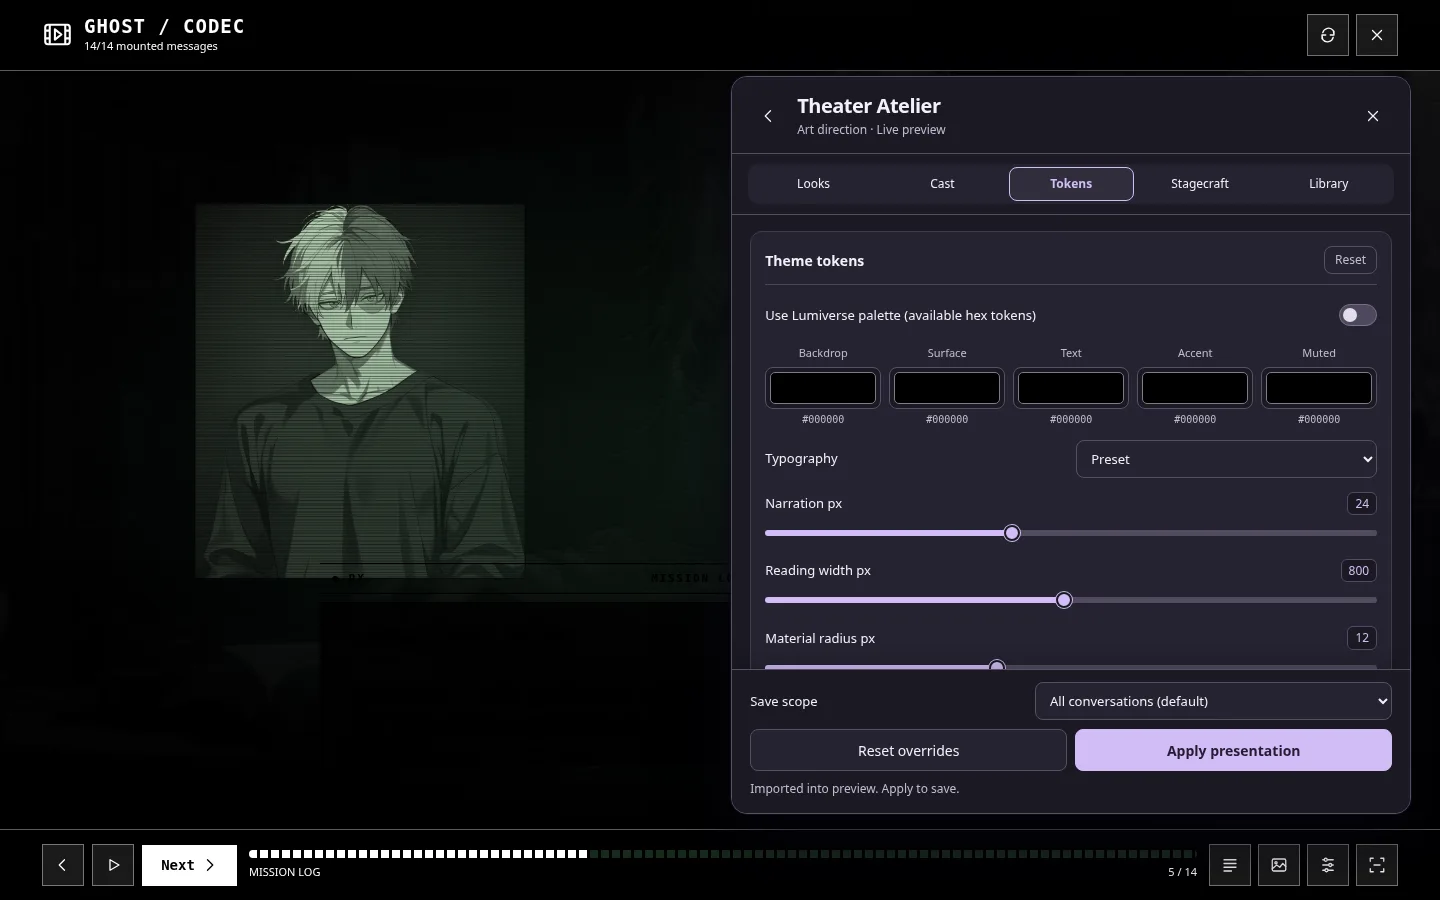 GHOST / CODEC
14/14 mounted messages
Theater Atelier
Art direction · Live preview
Looks
Cast
Tokens
Stagecraft
Library
Theme tokens
Reset
Use Lumiverse palette (available hex tokens)
Backdrop
Surface
Text
Accent
Muted
#000000
#000000
#000000
#000000
#000000
Typography
Preset
Narration px
24
Reading width px
800
Material radius px
12
MISSION
Save scope
All conversations (default)
Reset overrides
Apply presentation
Imported into preview. Apply to save.
Next
MISSION LOG
5 / 14